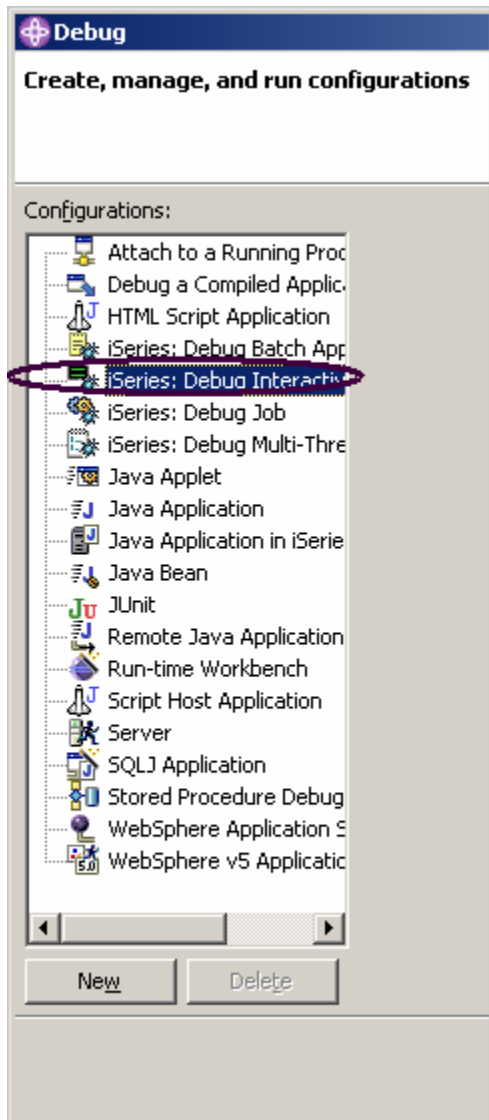 Debug
Create, manage, and run configurations
Configurations:
Attach to a Running Proc
Debug a Compiled Applic
HTML Script Application
iSeries: Debug Batch App
iSeries: Debug Interactiv
iSeries: Debug Job
iSeries: Debug Multi-Thre
Java Applet
Java Application
Java Application in iSerie
Java Bean
JUnit
Remote Java Application
Run-time Workbench
Script Host Application
Server
SQLJ Application
Stored Procedure Debug
WebSphere Application S
WebSphere v5 Applicatic
New
Delete